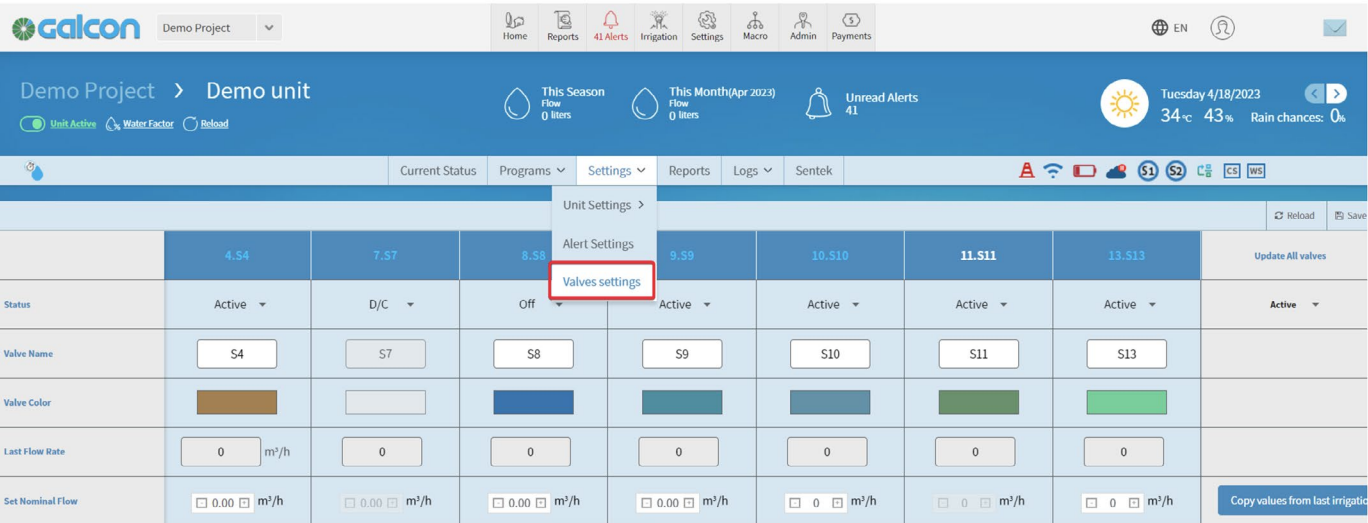 Galcon Demo Project
Home Reports 41 Alerts Irrigation Settings Macro Admin Payments
EN
Demo Project > Demo unit
Unit Active Water Factor Reload
This Season
Flow
0 liters
This Month(Apr 2023)
Flow
0 liters
Unread Alerts
41
Tuesday 4/18/2023
34°C 43% Rain chances: 0%
Current Status Programs Settings Reports Logs Sentek
S1 S2 CS WS
Unit Settings >
Alert Settings
Valves settings
Reload Save
4.S4 7.S7 8.S8 9.S9 10.S10 11.S11 13.S13 Update All valves
Status Active D/C Off Active Active Active Active Active
Valve Name S4 S7 S8 S9 S10 S11 S13
Valve Color
Last Flow Rate 0 m³/h 0 0 0 0 0 0
Set Nominal Flow - 0.00 + m³/h - 0.00 + m³/h - 0.00 + m³/h - 0.00 + m³/h - 0 + m³/h - 0 + m³/h - 0 + m³/h Copy values from last irrigatio